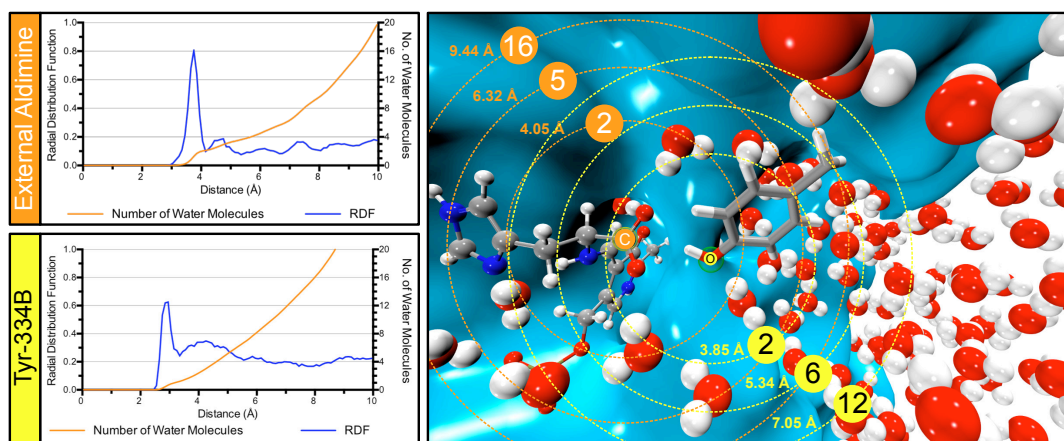 External Aldimine
Radial Distribution Function
1.0
0.8
0.6
0.4
0.2
0.0
0
2
4
6
8
10
Distance (Å)
20
16
12
8
4
0
No. of Water
Molecules
Number of Water Molecules
RDF
Tyr-334B
Radial Distribution Function
1.0
0.8
0.6
0.4
0.2
0.0
0
2
4
6
8
10
Distance (Å)
20
16
12
8
4
0
No. of Water
Molecules
Number of Water Molecules
RDF
9.44 Å 16
6.32 Å 5
4.05 Å 2
C
O
3.85 Å 2
5.34 Å 6
7.05 Å 12